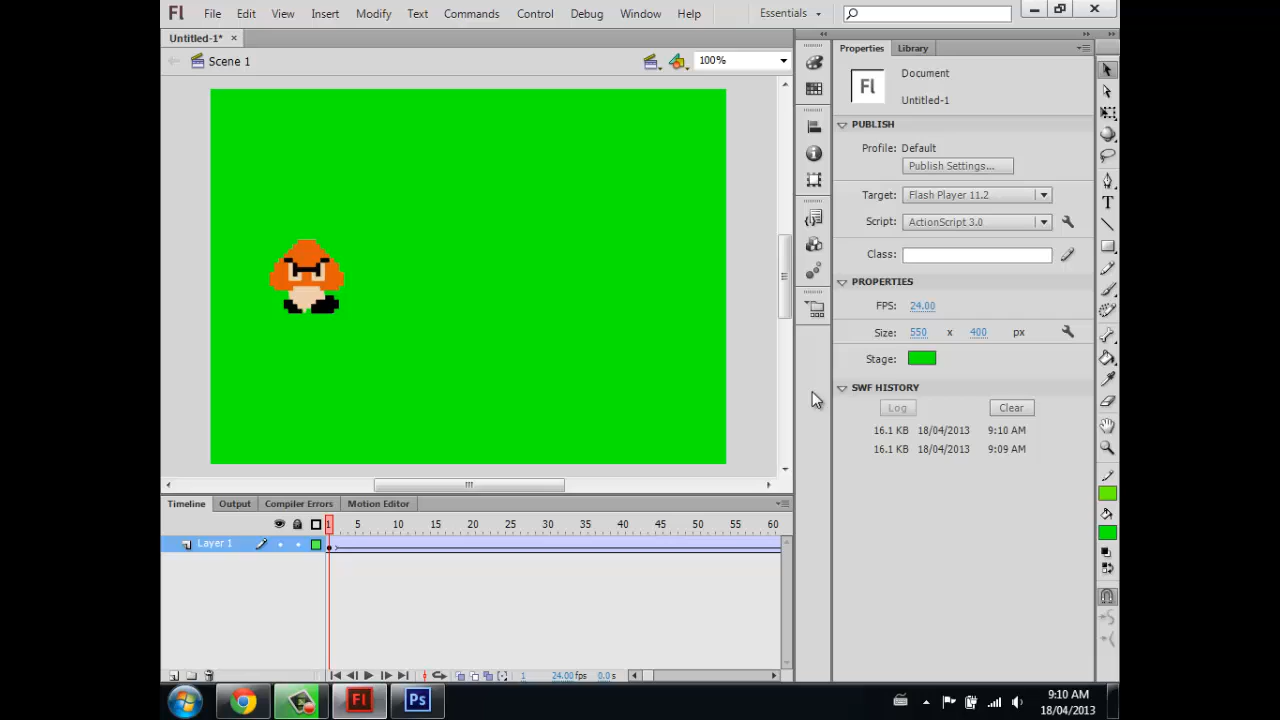 Fl File Edit View Insert Modify Text Commands Control Debug Window Help Essentials
Untitled-1* ×
Scene 1 100%
Properties Library
Fl Document
Untitled-1
PUBLISH
Profile: Default
Publish Settings...
Target: Flash Player 11.2
Script: ActionScript 3.0
Class:
PROPERTIES
FPS: 24.00
Size: 550 x 400 px
Stage:
SWF HISTORY
Log Clear
16.1 KB 18/04/2013 9:10 AM
16.1 KB 18/04/2013 9:09 AM
Timeline Output Compiler Errors Motion Editor
1 5 10 15 20 25 30 35 40 45 50 55 60
Layer 1
1 24.00 fps 0.0 s
Fl Ps 9:10 AM
18/04/2013